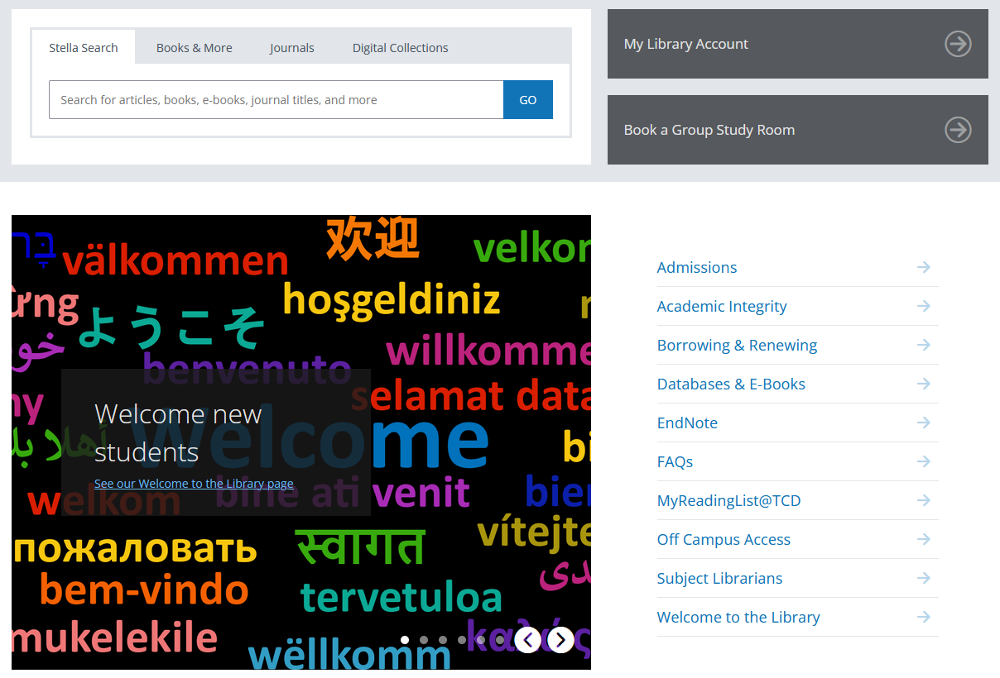 Stella Search
Books & More
Journals
Digital Collections
Search for articles, books, e-books, journal titles, and more
GO
My Library Account
Book a Group Study Room
欢迎
välkommen
hoşgeldiniz
ようこそ
willkomme
benvenuto
selamat data
Welcome
Welcome new
students
See our Welcome to the Library page
welkom
bine ati venit
vítejte
пожаловать
स्वागत
bem-vindo
tervetuloa
mukelekile
wëllkomm
Admissions
Academic Integrity
Borrowing & Renewing
Databases & E-Books
EndNote
FAQs
MyReadingList@TCD
Off Campus Access
Subject Librarians
Welcome to the Library